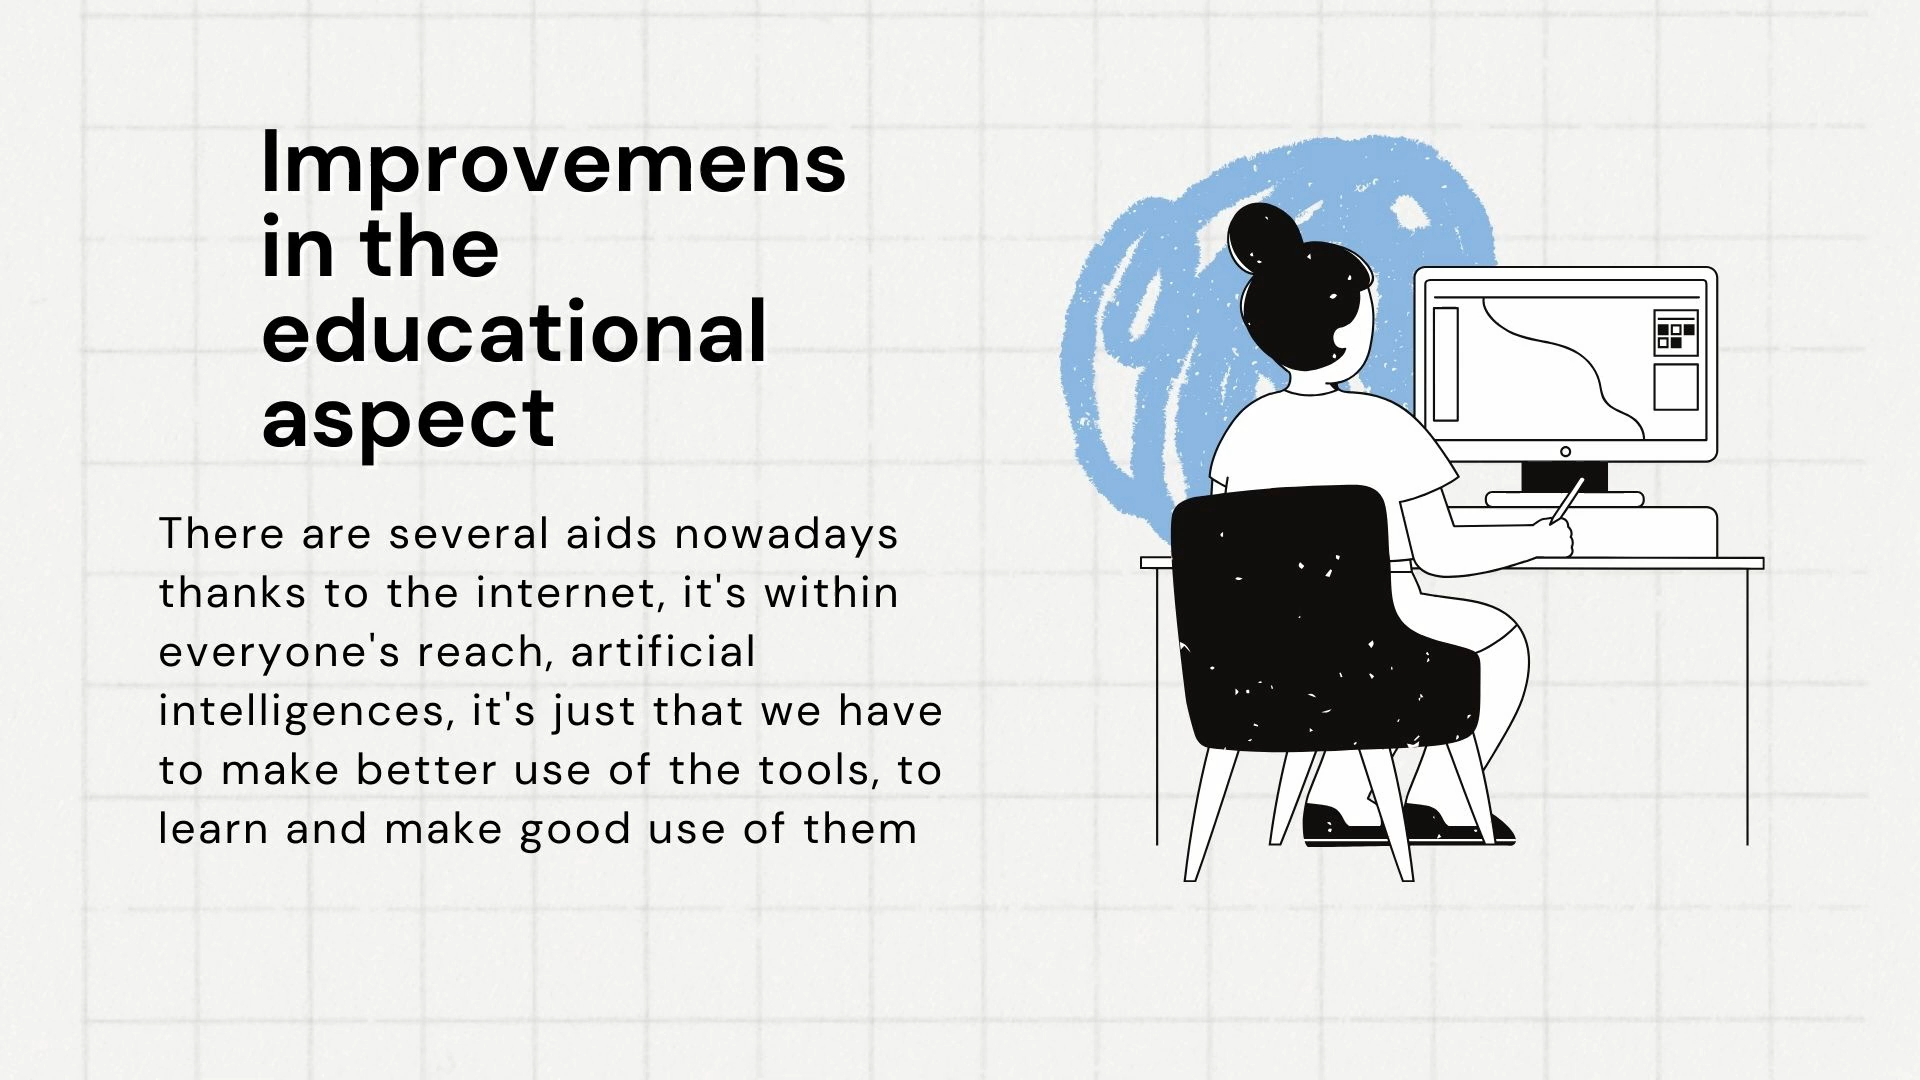 Improvemens
in the
educational
aspect
There are several aids nowadays
thanks to the internet, it's within
everyone's reach, artificial
intelligences, it's just that we have
to make better use of the tools, to
learn and make good use of them